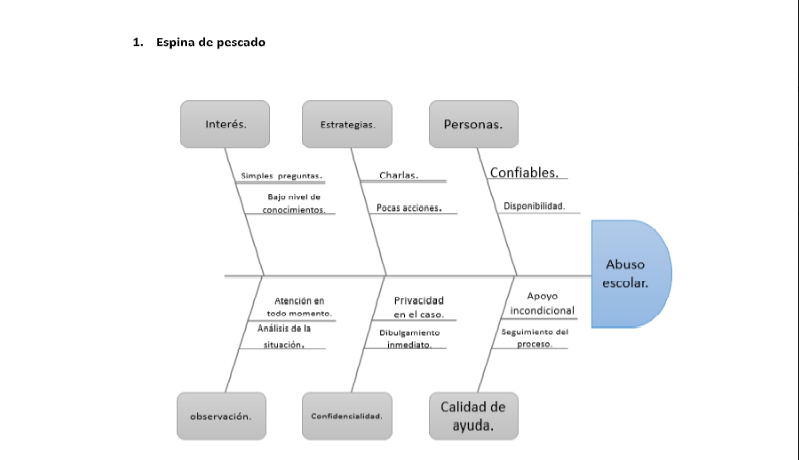 1. Espina de pescado
Interés.
Estrategias.
Personas.
Simples preguntas.
Charlas.
Confiables.
Bajo nivel de
conocimientos.
Pocas acciones.
Disponibilidad.
Abuso
escolar.
Atención en
todo momento.
Privacidad
en el caso.
Apoyo
incondicional
Análisis de la
situación.
Dibulgamiento
inmediato.
Seguimiento del
proceso.
observación.
Confidencialidad.
Calidad de
ayuda.